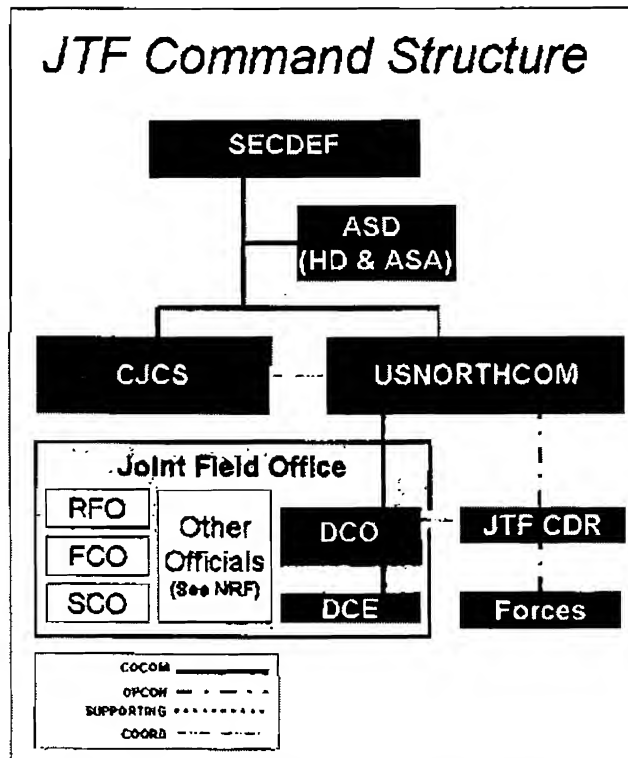 JTF Command Structure
SECDEF
ASD
(HD & ASA)
CJCS
USNORTHCOM
Joint Field Office
RFO
FCO
SCO
Other
Officials
(See NRF)
DCO
DCE
JTF CDR
Forces
COCOM
OPCON
SUPPORTING
COORD